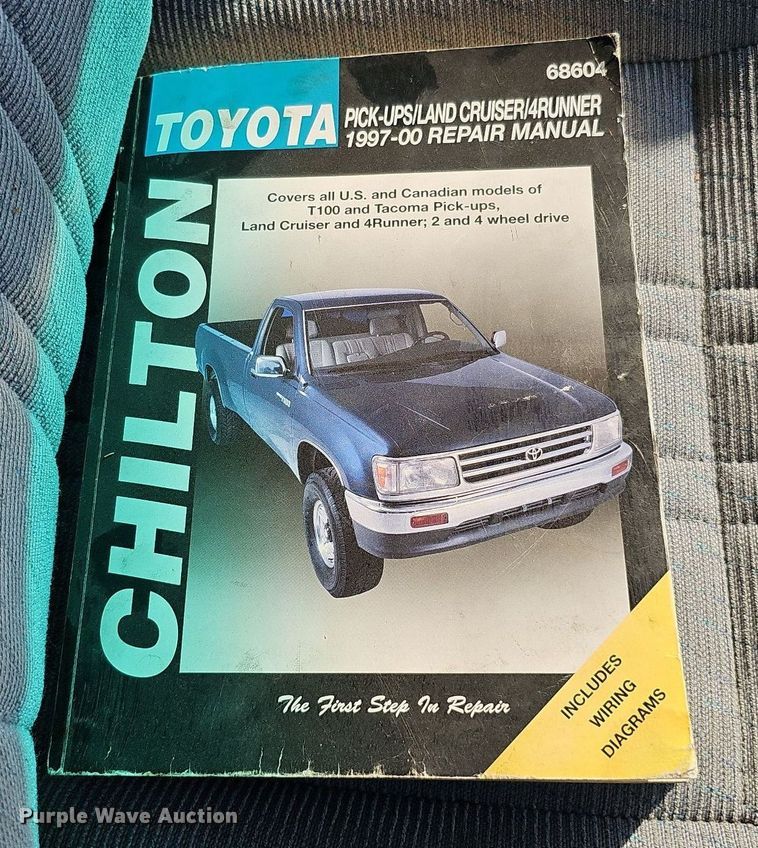 68604
TOYOTA
PICK-UPS/LAND CRUISER/4RUNNER
1997-00 REPAIR MANUAL
Covers all U.S. and Canadian models of
T100 and Tacoma Pick-ups,
Land Cruiser and 4Runner; 2 and 4 wheel drive
CHILTON
The First Step In Repair
INCLUDES
WIRING
DIAGRAMS
Purple Wave Auction